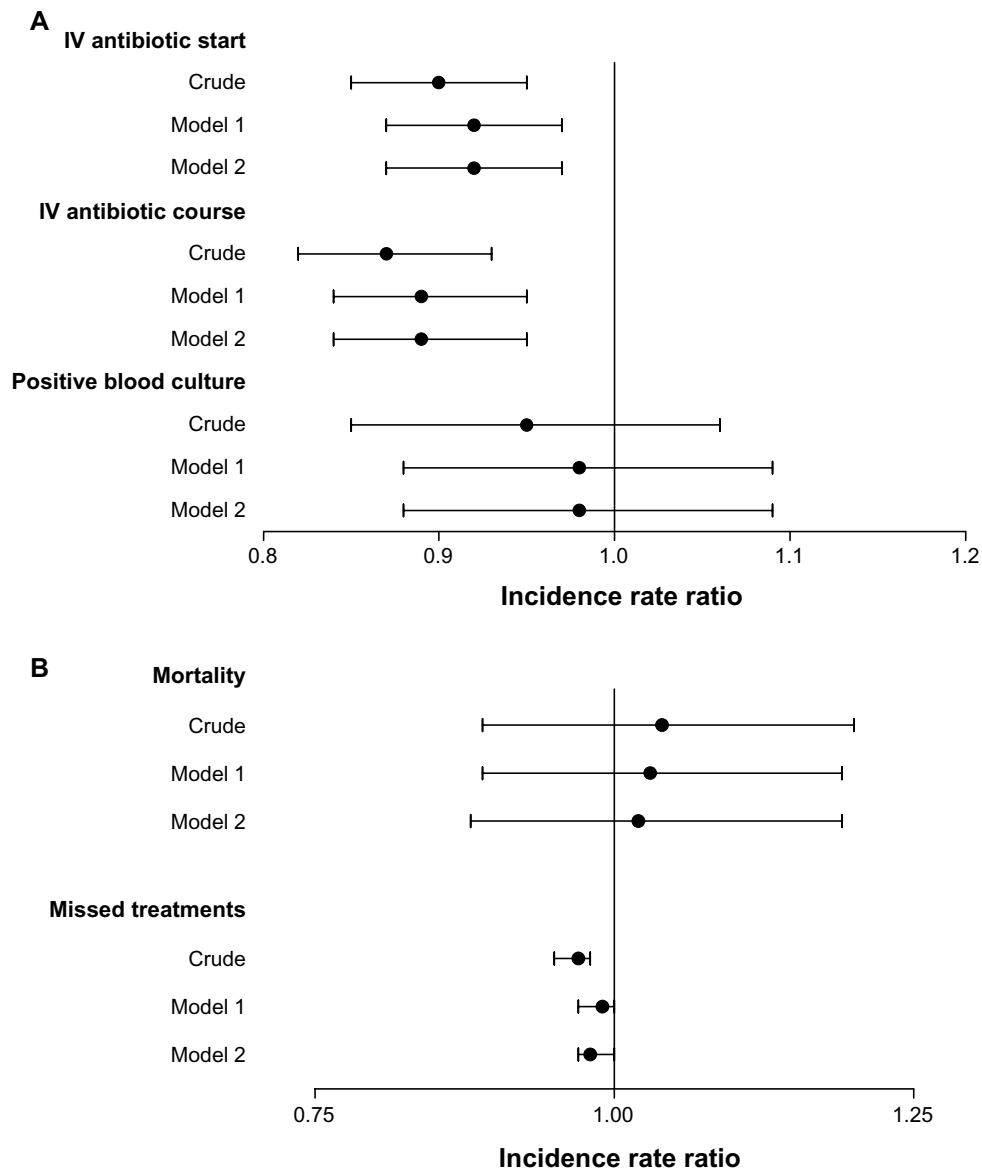 A
IV antibiotic start
Crude
Model 1
Model 2
IV antibiotic course
Crude
Model 1
Model 2
Positive blood culture
Crude
Model 1
Model 2
0.8 0.9 1.0 1.1 1.2
Incidence rate ratio
B
Mortality
Crude
Model 1
Model 2
Missed treatments
Crude
Model 1
Model 2
0.75 1.00 1.25
Incidence rate ratio